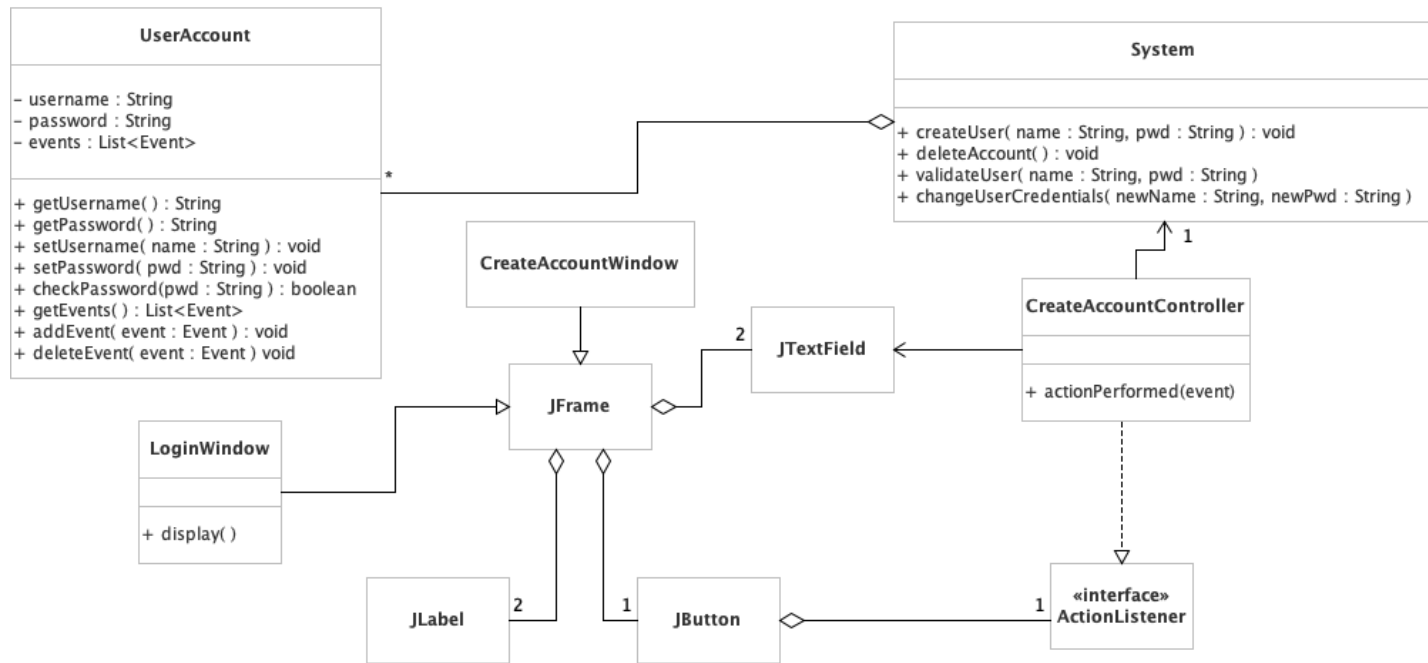 UserAccount
– username : String
– password : String
– events : List<Event>
+ getUsername( ) : String
+ getPassword( ) : String
+ setUsername( name : String ) : void
+ setPassword( pwd : String ) : void
+ checkPassword(pwd : String ) : boolean
+ getEvents( ) : List<Event>
+ addEvent( event : Event ) : void
+ deleteEvent( event : Event ) void
*
System
+ createUser( name : String, pwd : String ) : void
+ deleteAccount( ) : void
+ validateUser( name : String, pwd : String )
+ changeUserCredentials( newName : String, newPwd : String )
1
CreateAccountWindow
CreateAccountController
+ actionPerformed(event)
2
JTextField
JFrame
LoginWindow
+ display( )
JLabel
2
1
JButton
1
«interface»
ActionListener